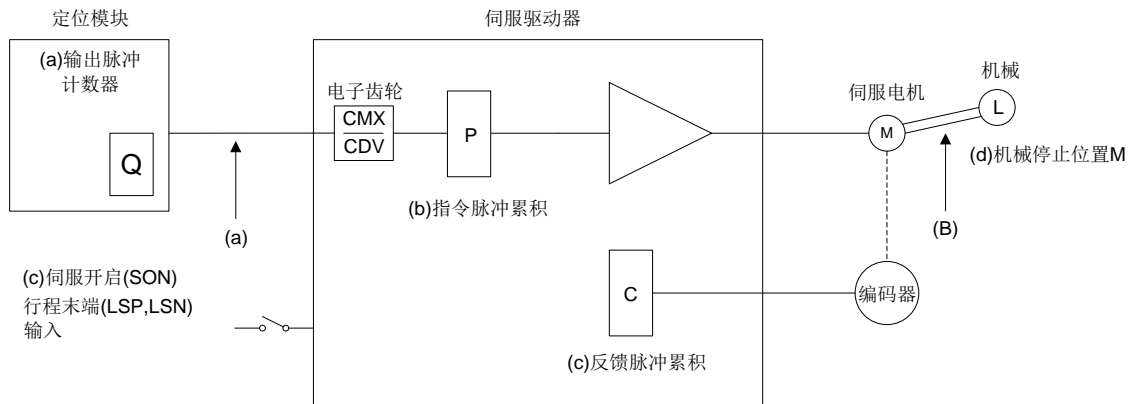 定位模块
(a)输出脉冲
计数器
Q
(a)
(c)伺服开启(SON)
行程末端(LSP,LSN)
输入
伺服驱动器
电子齿轮
CMX
CDV
P
(b)指令脉冲累积
C
(c)反馈脉冲累积
伺服电机
M
机械
L
(d)机械停止位置M
(B)
编码器